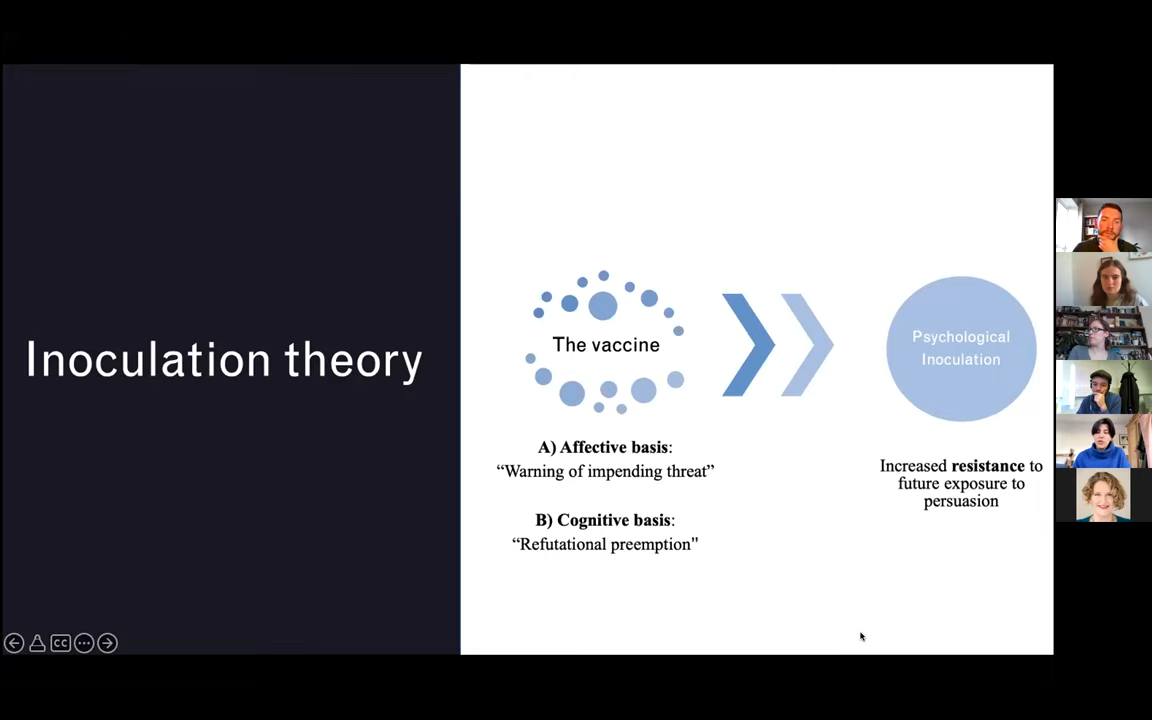 Inoculation theory
The vaccine
A) Affective basis:
“Warning of impending threat”
B) Cognitive basis:
“Refutational preemption"
Psychological
Inoculation
Increased resistance to
future exposure to
persuasion
CC